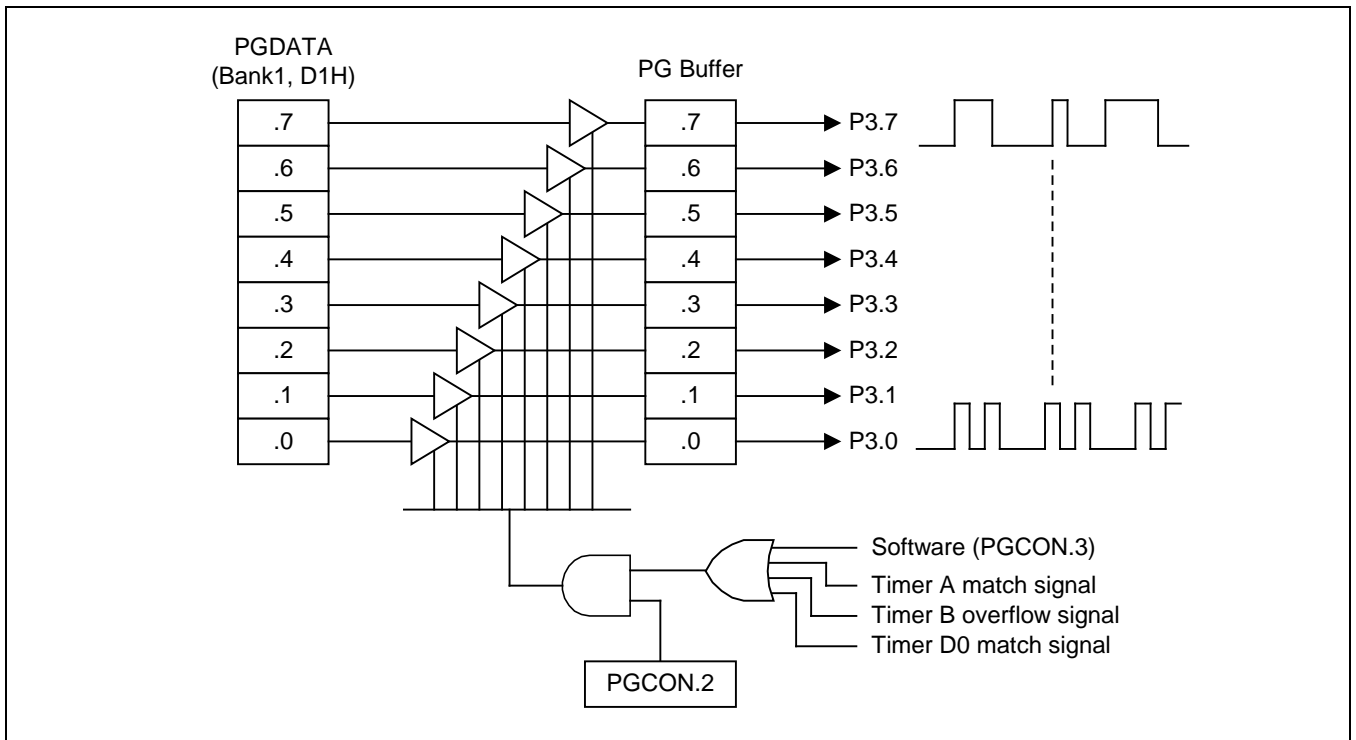 PGDATA
(Bank1, D1H)
PG Buffer
.7
.7
P3.7
.6
.6
P3.6
.5
.5
P3.5
.4
.4
P3.4
.3
.3
P3.3
.2
.2
P3.2
.1
.1
P3.1
.0
.0
P3.0
Software (PGCON.3)
Timer A match signal
Timer B overflow signal
Timer D0 match signal
PGCON.2